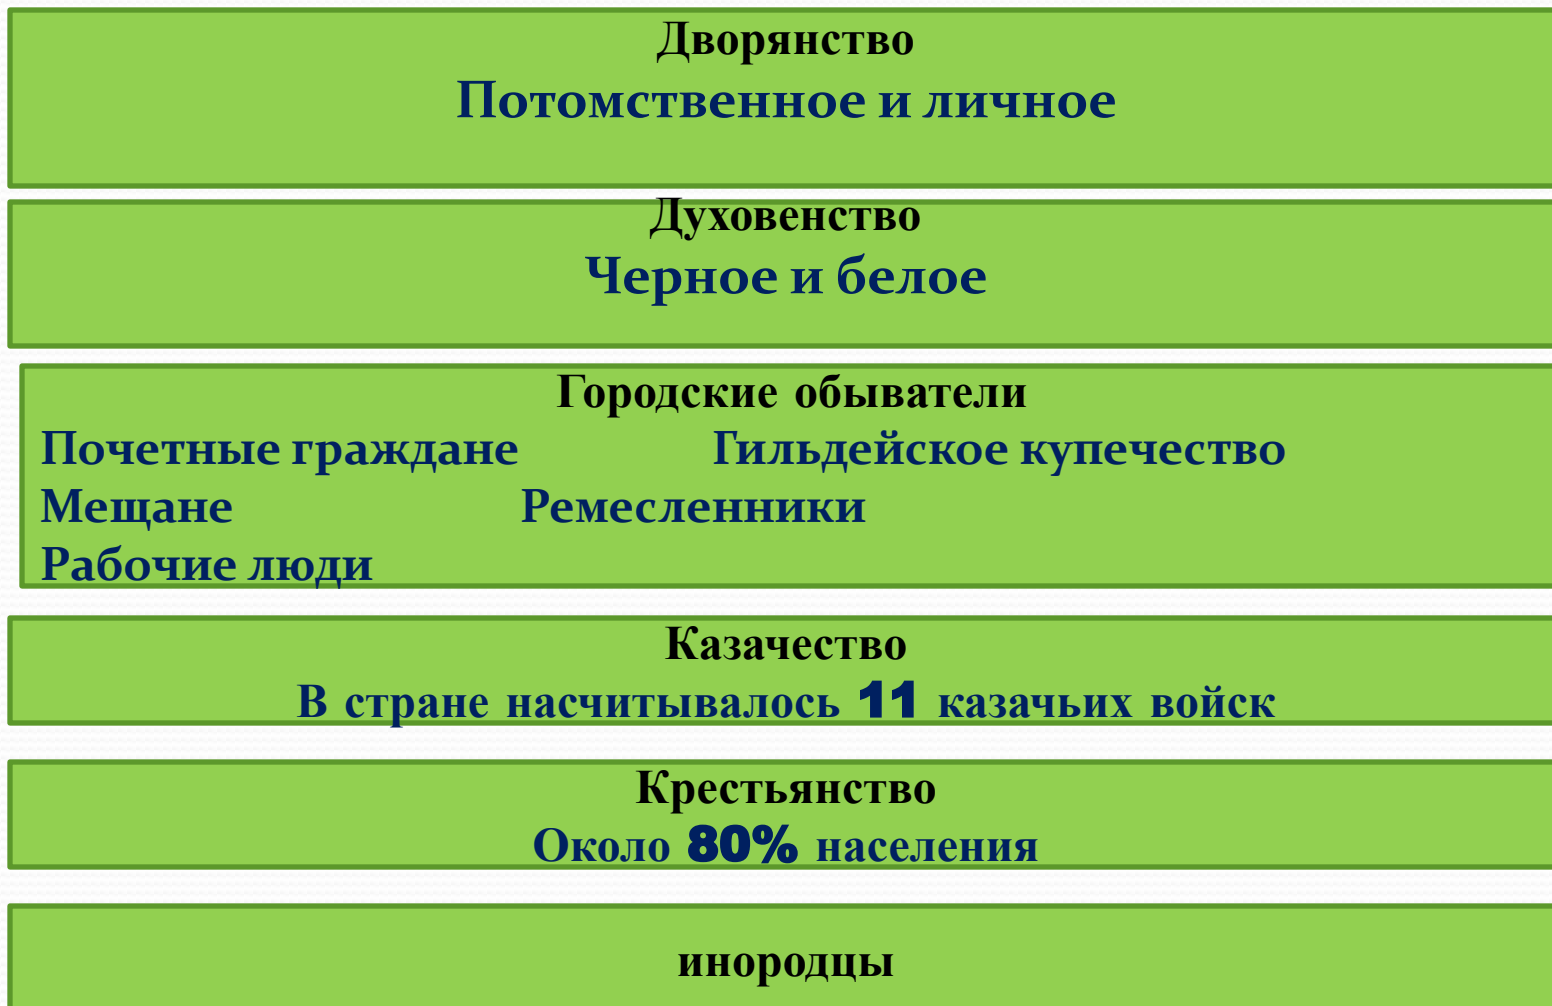 Дворянство
Потомственное и личное
Духовенство
Черное и белое
Городские обыватели
Почетные граждане Гильдейское купечество
Мещане Ремесленники
Рабочие люди
Казачество
В стране насчитывалось 11 казачьих войск
Крестьянство
Около 80% населения
инородцы